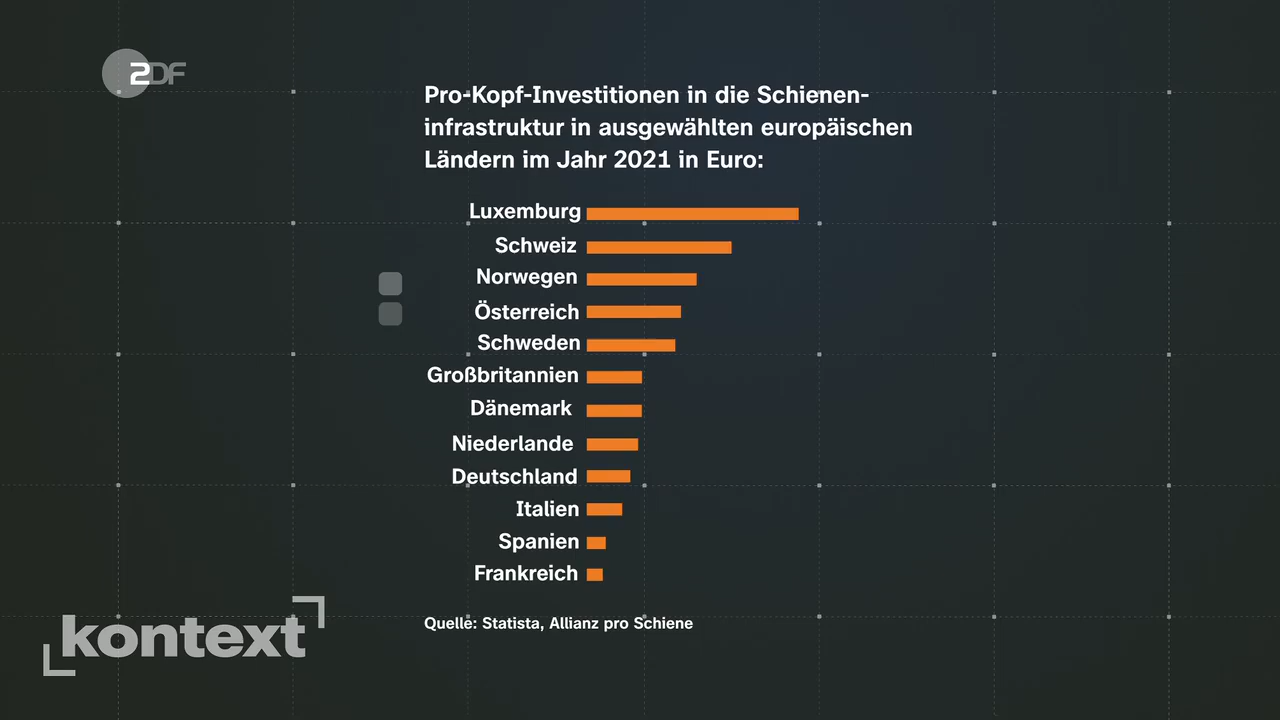 ZDF
Pro-Kopf-Investitionen in die Schienen-
infrastruktur in ausgewählten europäischen
Ländern im Jahr 2021 in Euro:
Luxemburg
Schweiz
Norwegen
Österreich
Schweden
Großbritannien
Dänemark
Niederlande
Deutschland
Italien
Spanien
Frankreich
Quelle: Statista, Allianz pro Schiene
kontext